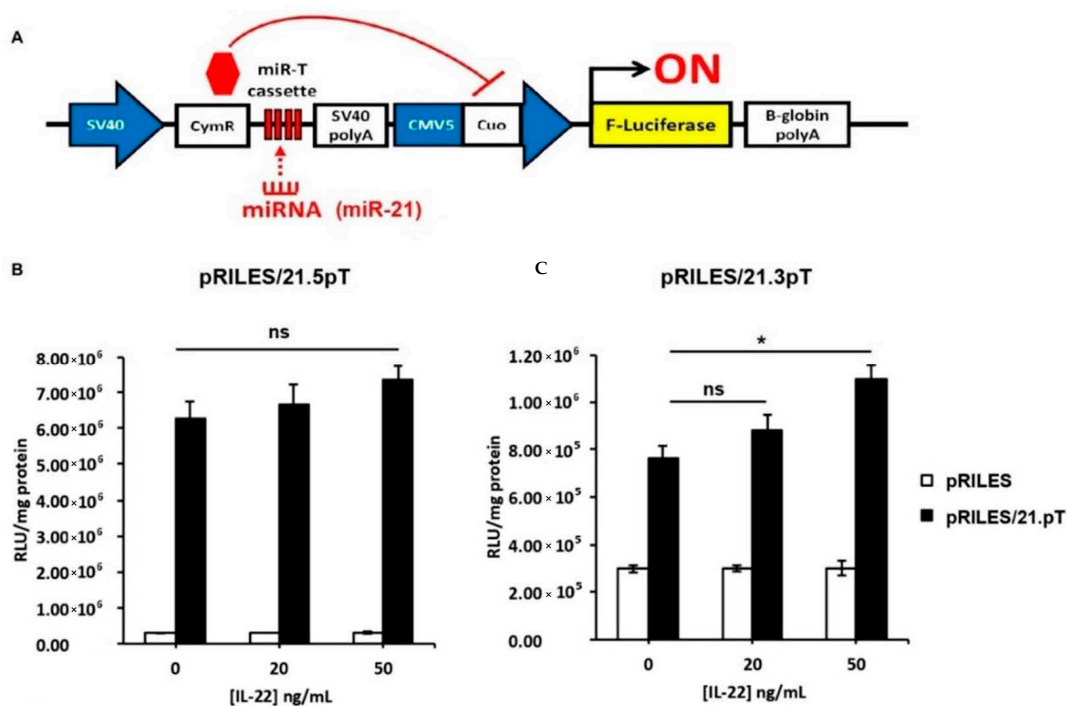 A
miR-T
cassette
ON
SV40
CymR
SV40
polyA
CMV5
Cuo
F-Luciferase
B-globin
polyA
miRNA (miR-21)
B
pRILES/21.5pT
ns
8.00×10⁶
7.00×10⁶
6.00×10⁶
5.00×10⁶
4.00×10⁶
3.00×10⁶
2.00×10⁶
1.00×10⁶
0.00
RLU/mg protein
0 20 50
[IL-22] ng/mL
C
pRILES/21.3pT
*
ns
1.20 × 10⁶
1.00 × 10⁶
8.00 × 10⁵
6.00 × 10⁵
4.00 × 10⁵
2.00 × 10⁵
0.00
RLU/mg protein
0 20 50
[IL-22] ng/mL
pRILES
pRILES/21.pT